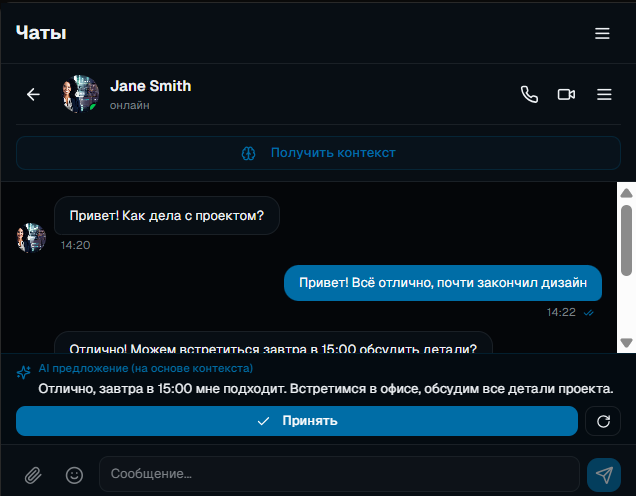 Чаты
Jane Smith
онлайн
Получить контекст
Привет! Как дела с проектом?
14:20
Привет! Всё отлично, почти закончил дизайн
14:22
Отлично! Можем встретиться завтра в 15:00 обсудить детали?
AI предложение (на основе контекста)
Отлично, завтра в 15:00 мне подходит. Встретимся в офисе, обсудим все детали проекта.
Принять
Сообщение...